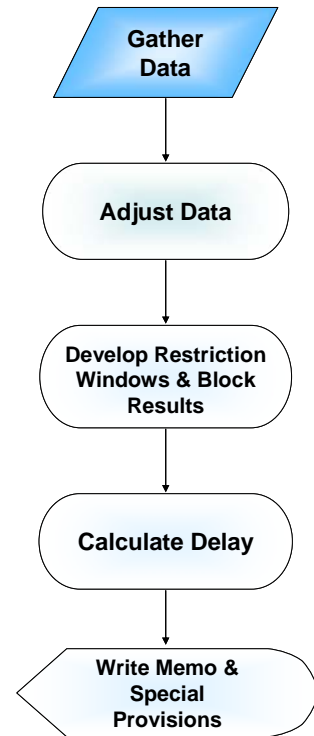 Gather
Data
Adjust Data
Develop Restriction
Windows & Block
Results
Calculate Delay
Write Memo &
Special
Provisions